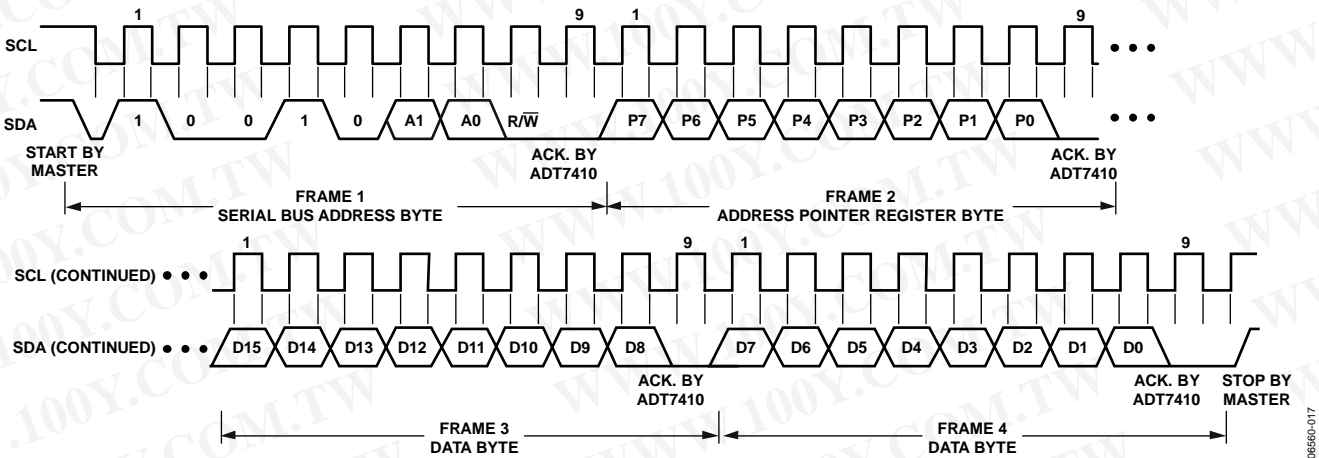 1 9 1 9
SCL
SDA 1 0 0 1 0 A1 A0 R/W̅ P7 P6 P5 P4 P3 P2 P1 P0
START BY MASTER
ACK. BY ADT7410
ACK. BY ADT7410
FRAME 1
SERIAL BUS ADDRESS BYTE
FRAME 2
ADDRESS POINTER REGISTER BYTE
1 9 1 9
SCL (CONTINUED)
SDA (CONTINUED) D15 D14 D13 D12 D11 D10 D9 D8 D7 D6 D5 D4 D3 D2 D1 D0
ACK. BY ADT7410
ACK. BY ADT7410
STOP BY MASTER
FRAME 3
DATA BYTE
FRAME 4
DATA BYTE
06560-017
WWW.100Y.COM.TW